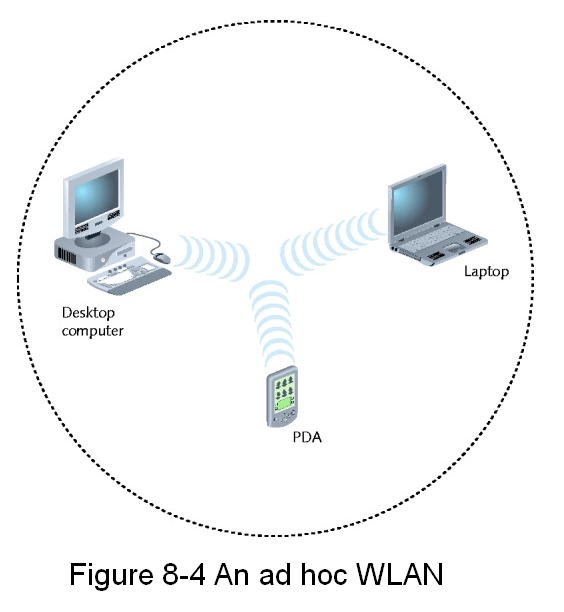 Laptop
Desktop
computer
PDA
Figure 8-4 An ad hoc WLAN